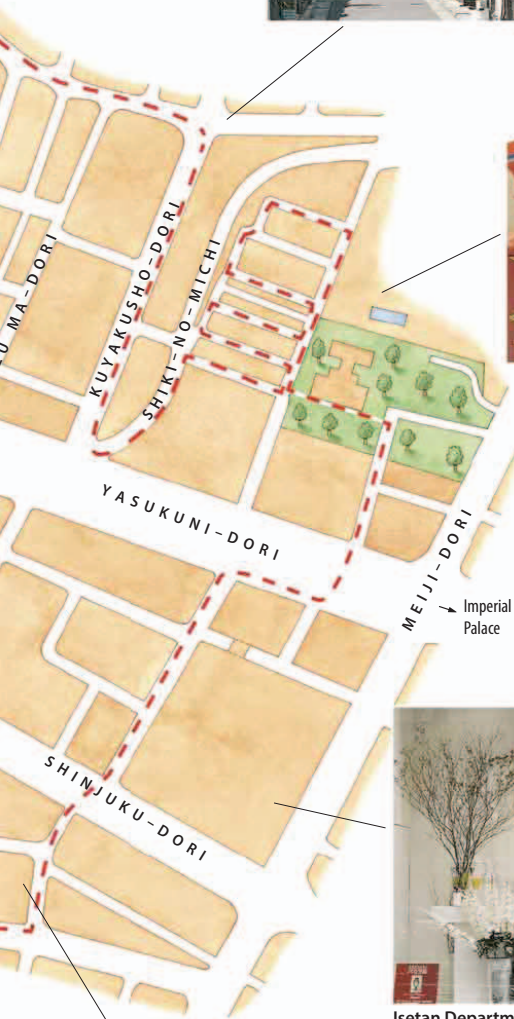 U MA-DORI
KUYAKUSHO-DORI
SHIKI-NO-MICHI
YASUKUNI-DORI
MEIJI-DORI
Imperial
Palace
SHINJUKU-DORI